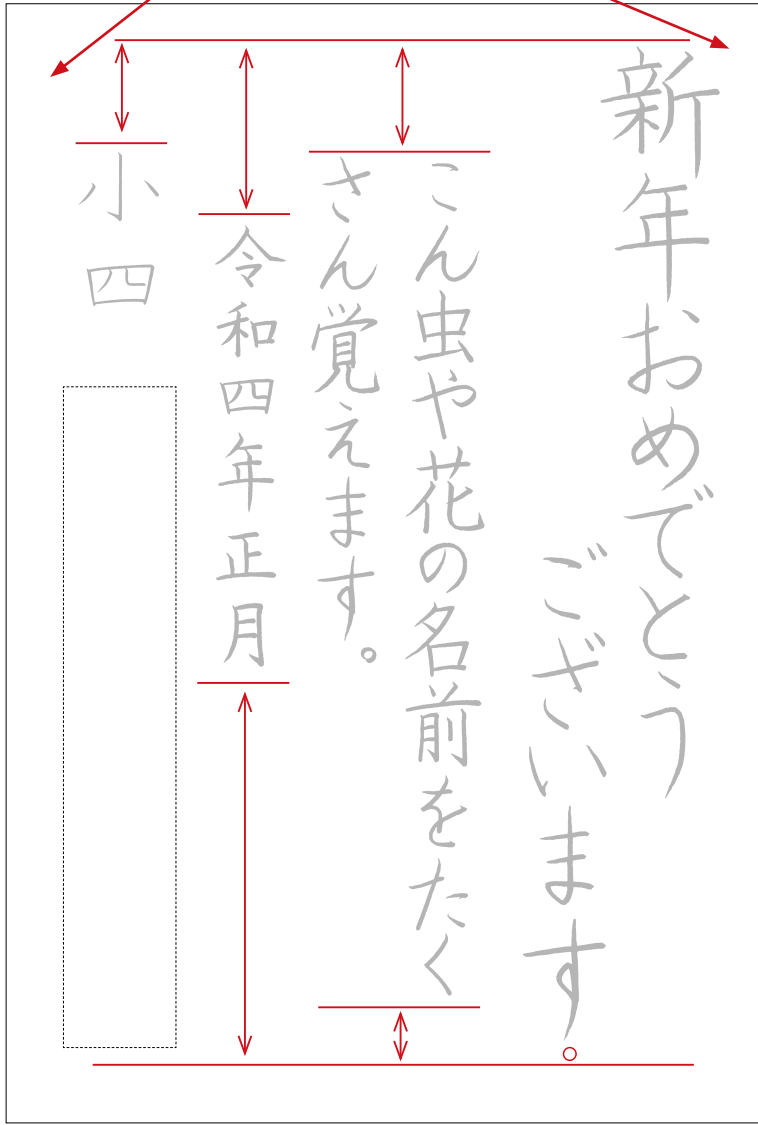 新年おめでとう
ございます。
こん虫や花の名前をたく
さん覚えます。
令和四年正月
小四